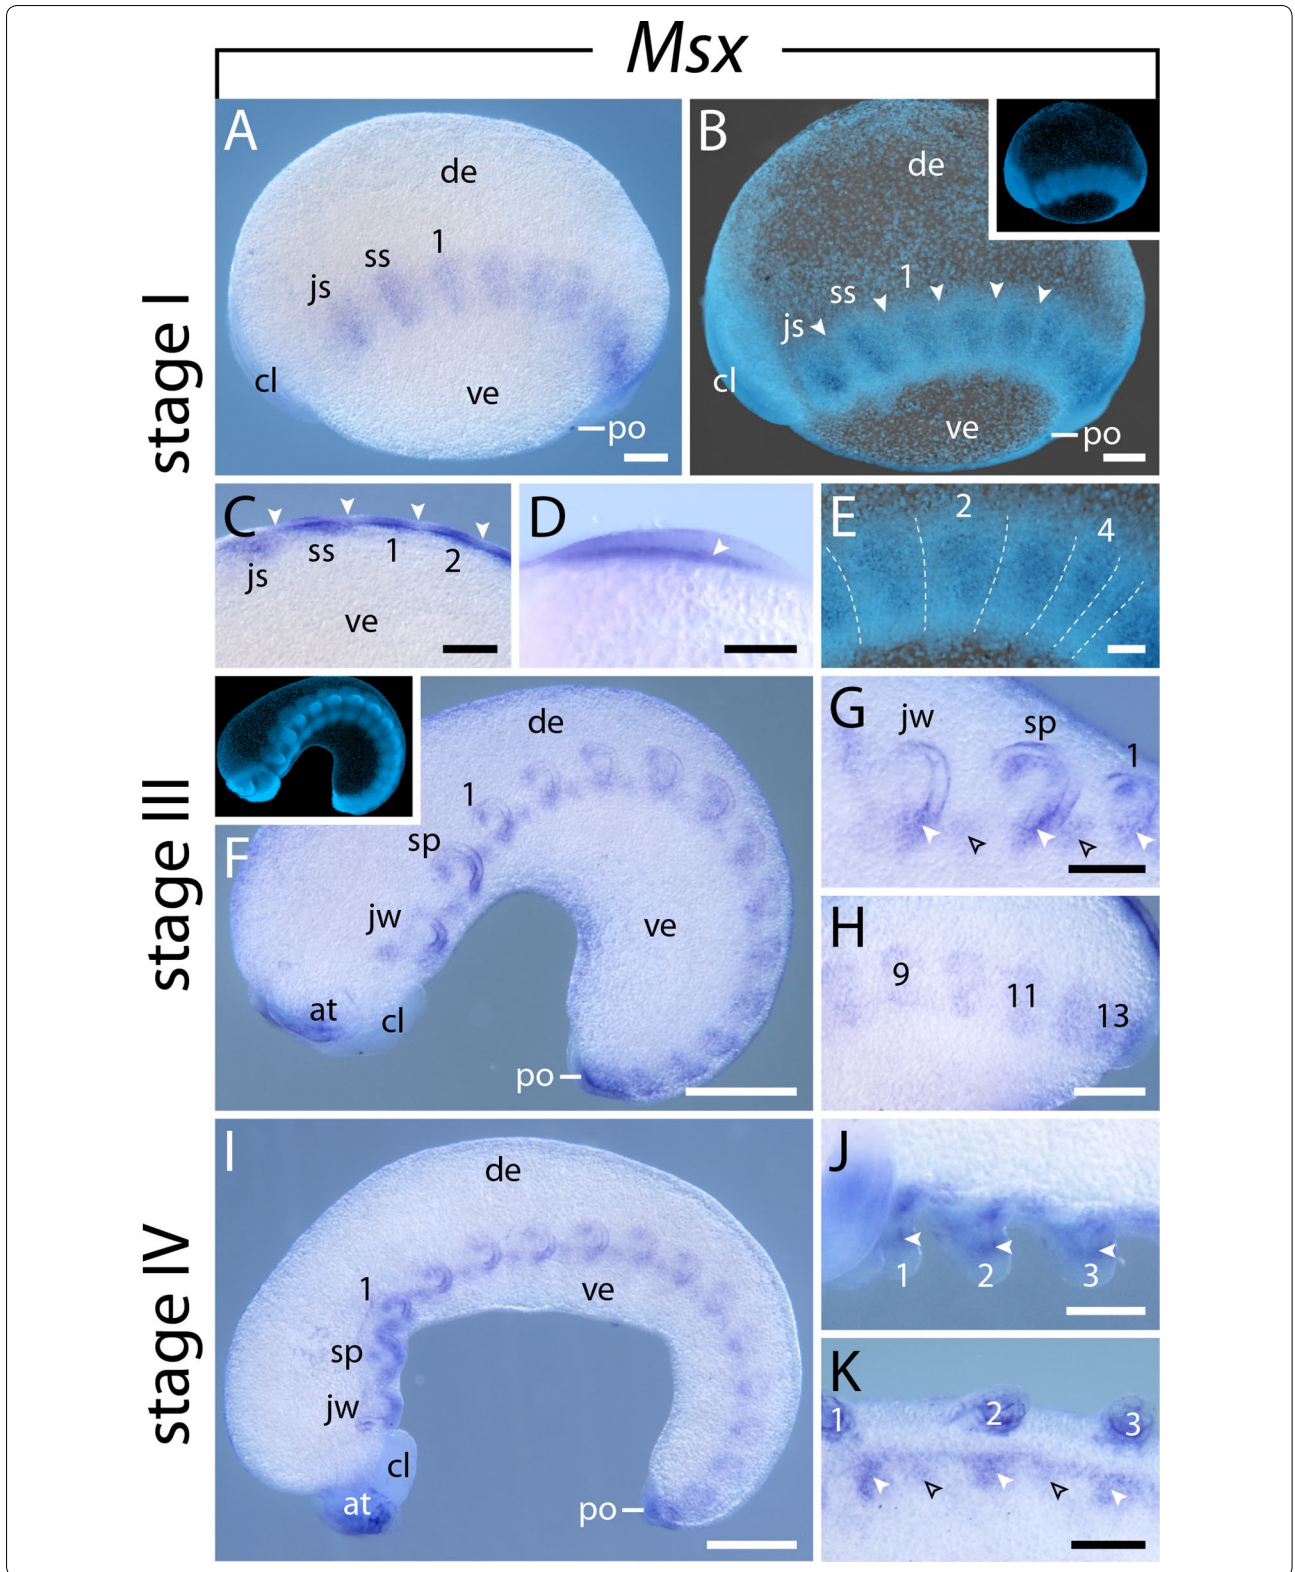 Msx
stage I
A
de
1
ss
js
cl
ve
po
B
de
1
ss
js
cl
ve
po
C
js
ss
1
2
ve
D
E
2
4
stage III
F
de
1
sp
jw
ve
at
cl
po
G
jw
sp
1
H
9
11
13
stage IV
I
de
1
ve
sp
jw
cl
at
po
J
1
2
3
K
1
2
3